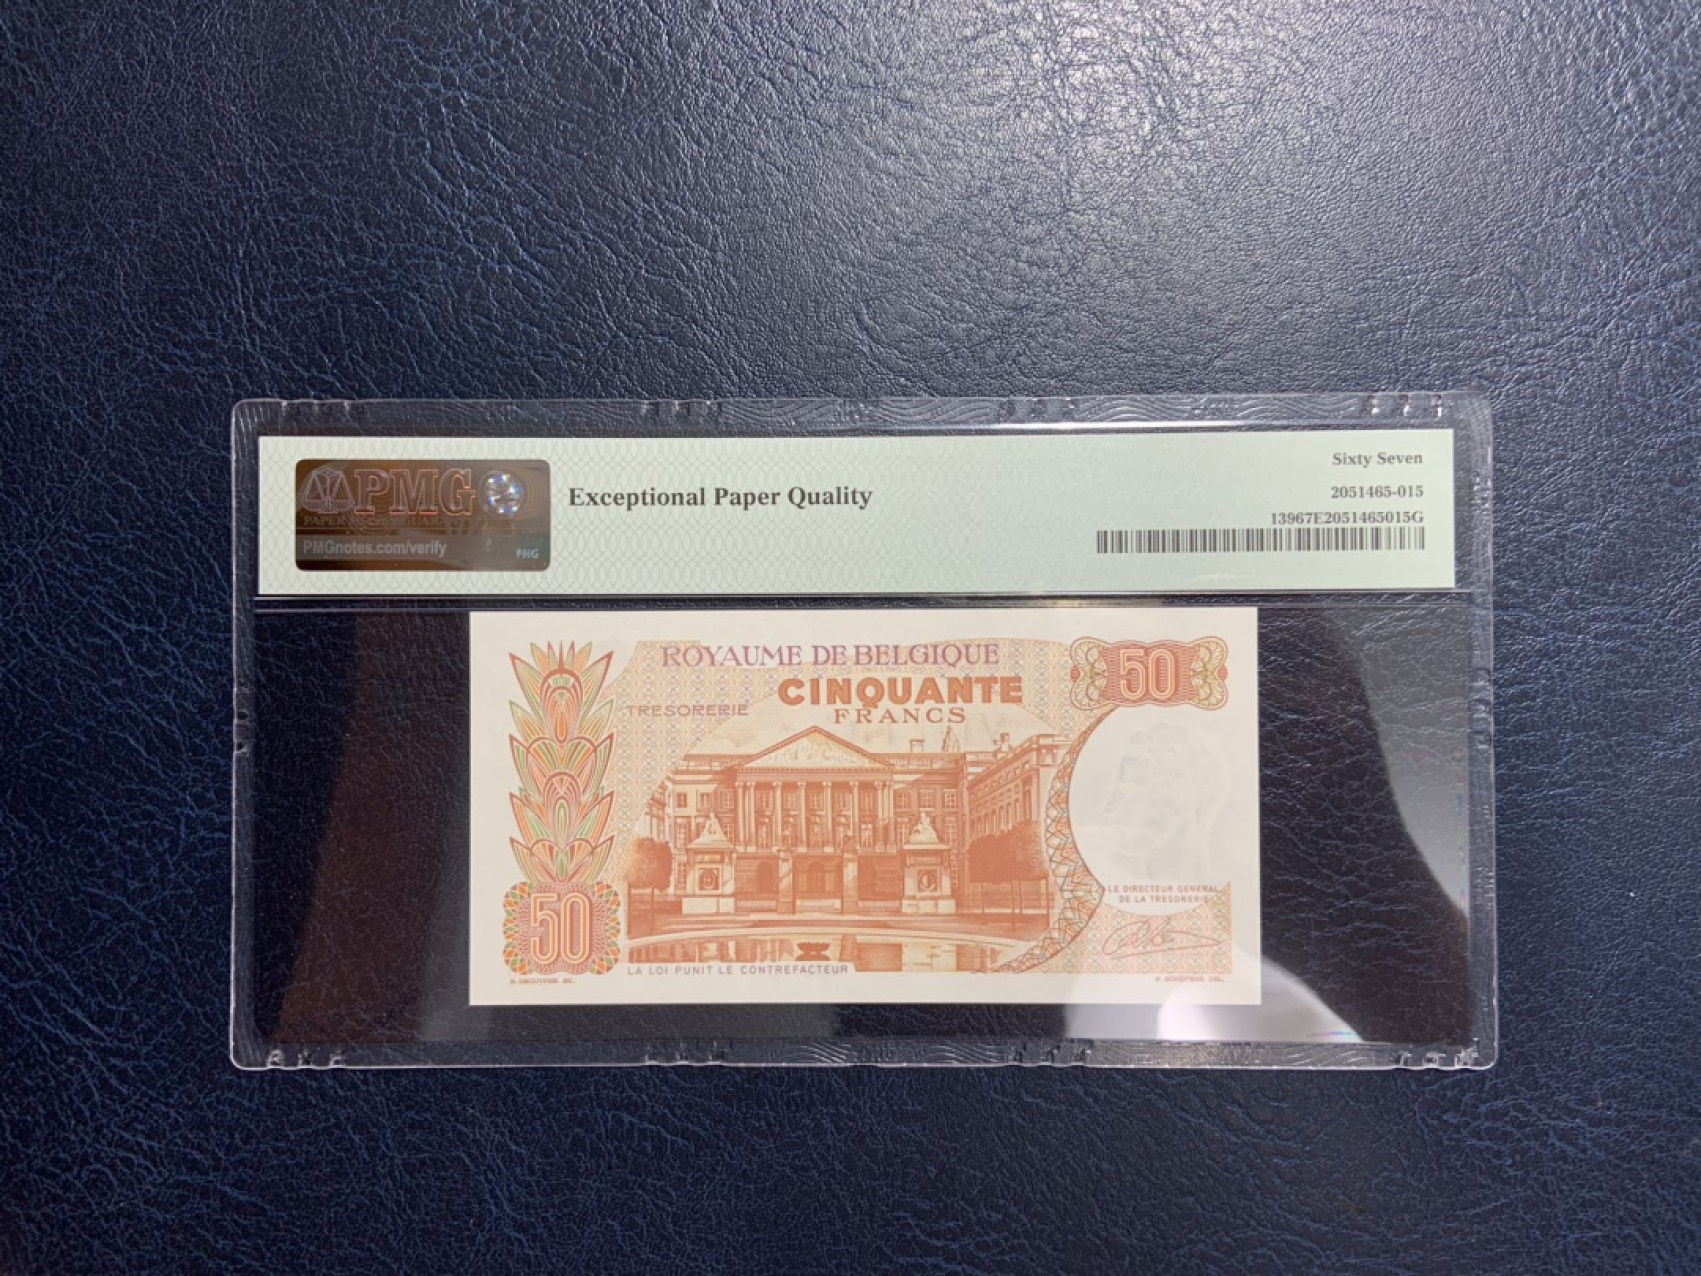 PMG
PMGnotes.com/verify
PNG
Exceptional Paper Quality
Sixty Seven
2051465-015
13967E2051465015G
ROYAUME DE BELGIQUE
CINQUANTE
FRANCS
TRESORERIE
50
LE DIRECTEUR GENERAL
DE LA TRESORERIE
50
LA LOI PUNIT LE CONTREFACTEUR